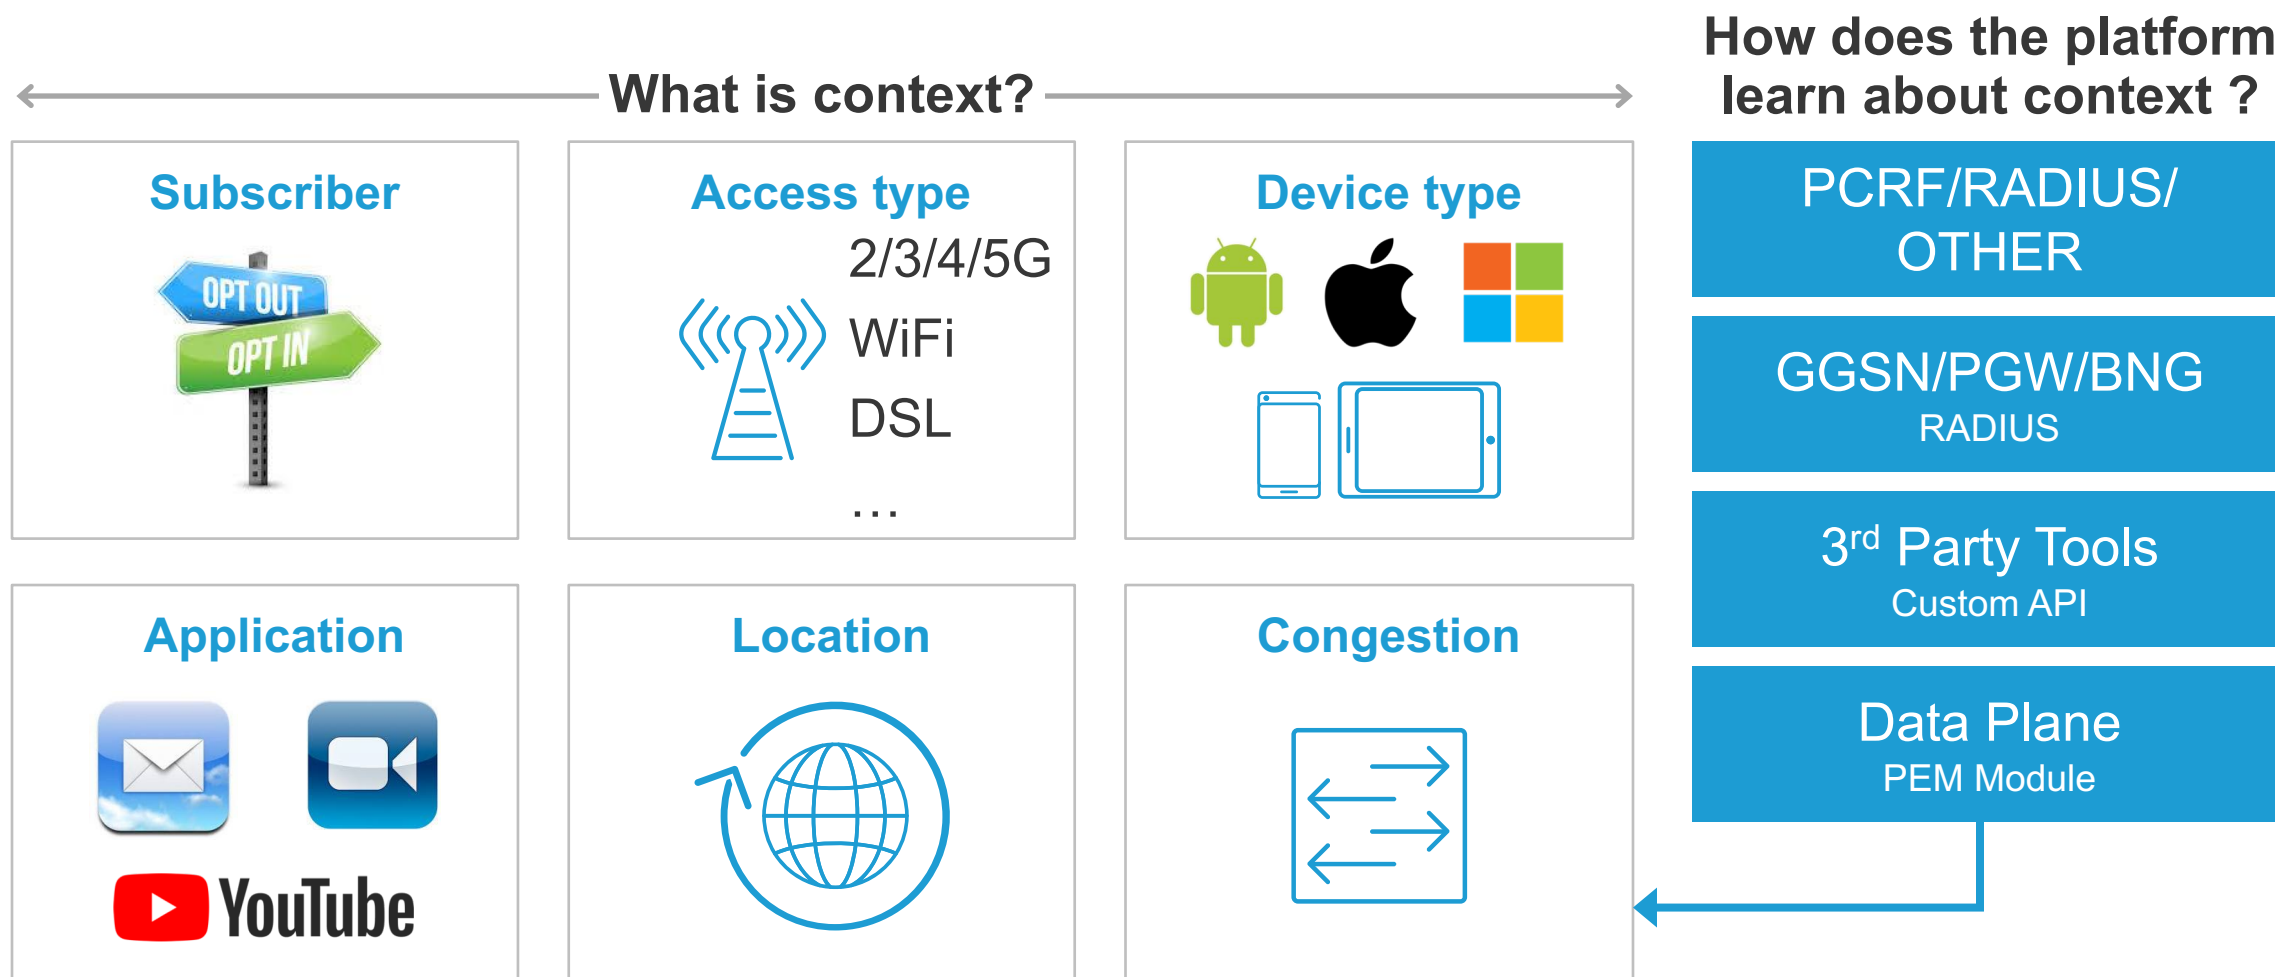 What is context?
How does the platform
learn about context ?
Subscriber
OPT OUT
OPT IN
Access type
2/3/4/5G
WiFi
DSL
…
Device type
Application
YouTube
Location
Congestion
PCRF/RADIUS/
OTHER
GGSN/PGW/BNG
RADIUS
3rd Party Tools
Custom API
Data Plane
PEM Module